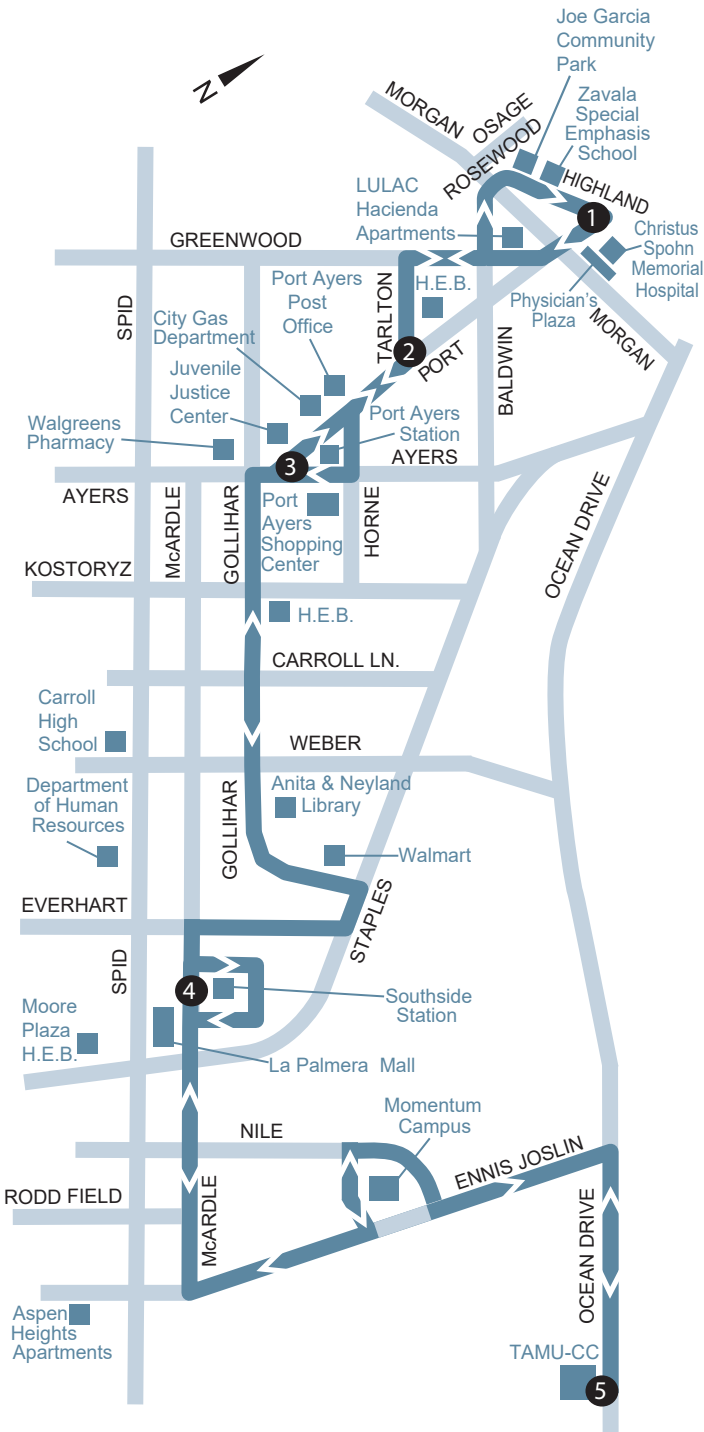 Joe Garcia
Community
Park
N
MORGAN
OSAGE
Zavala
Special
Emphasis
School
ROSEWOOD
HIGHLAND
LULAC
Hacienda
Apartments
1
Christus
Spohn
Memorial
Hospital
GREENWOOD
Port Ayers
Post
Office
H.E.B.
Physician's
Plaza
MORGAN
SPID
City Gas
Department
TARLTON
2
PORT
BALDWIN
Juvenile
Justice
Center
Walgreens
Pharmacy
Port Ayers
Station
3
AYERS
AYERS
McARDLE
GOLLIHAR
Port
Ayers
Shopping
Center
HORNE
OCEAN DRIVE
KOSTORYZ
H.E.B.
CARROLL LN.
Carroll
High
School
WEBER
Department
of Human
Resources
GOLLIHAR
Anita & Neyland
Library
Walmart
EVERHART
STAPLES
SPID
4
Southside
Station
Moore
Plaza
H.E.B.
La Palmera Mall
Momentum
Campus
NILE
ENNIS JOSLIN
RODD FIELD
McARDLE
OCEAN DRIVE
Aspen
Heights
Apartments
TAMU-CC
5